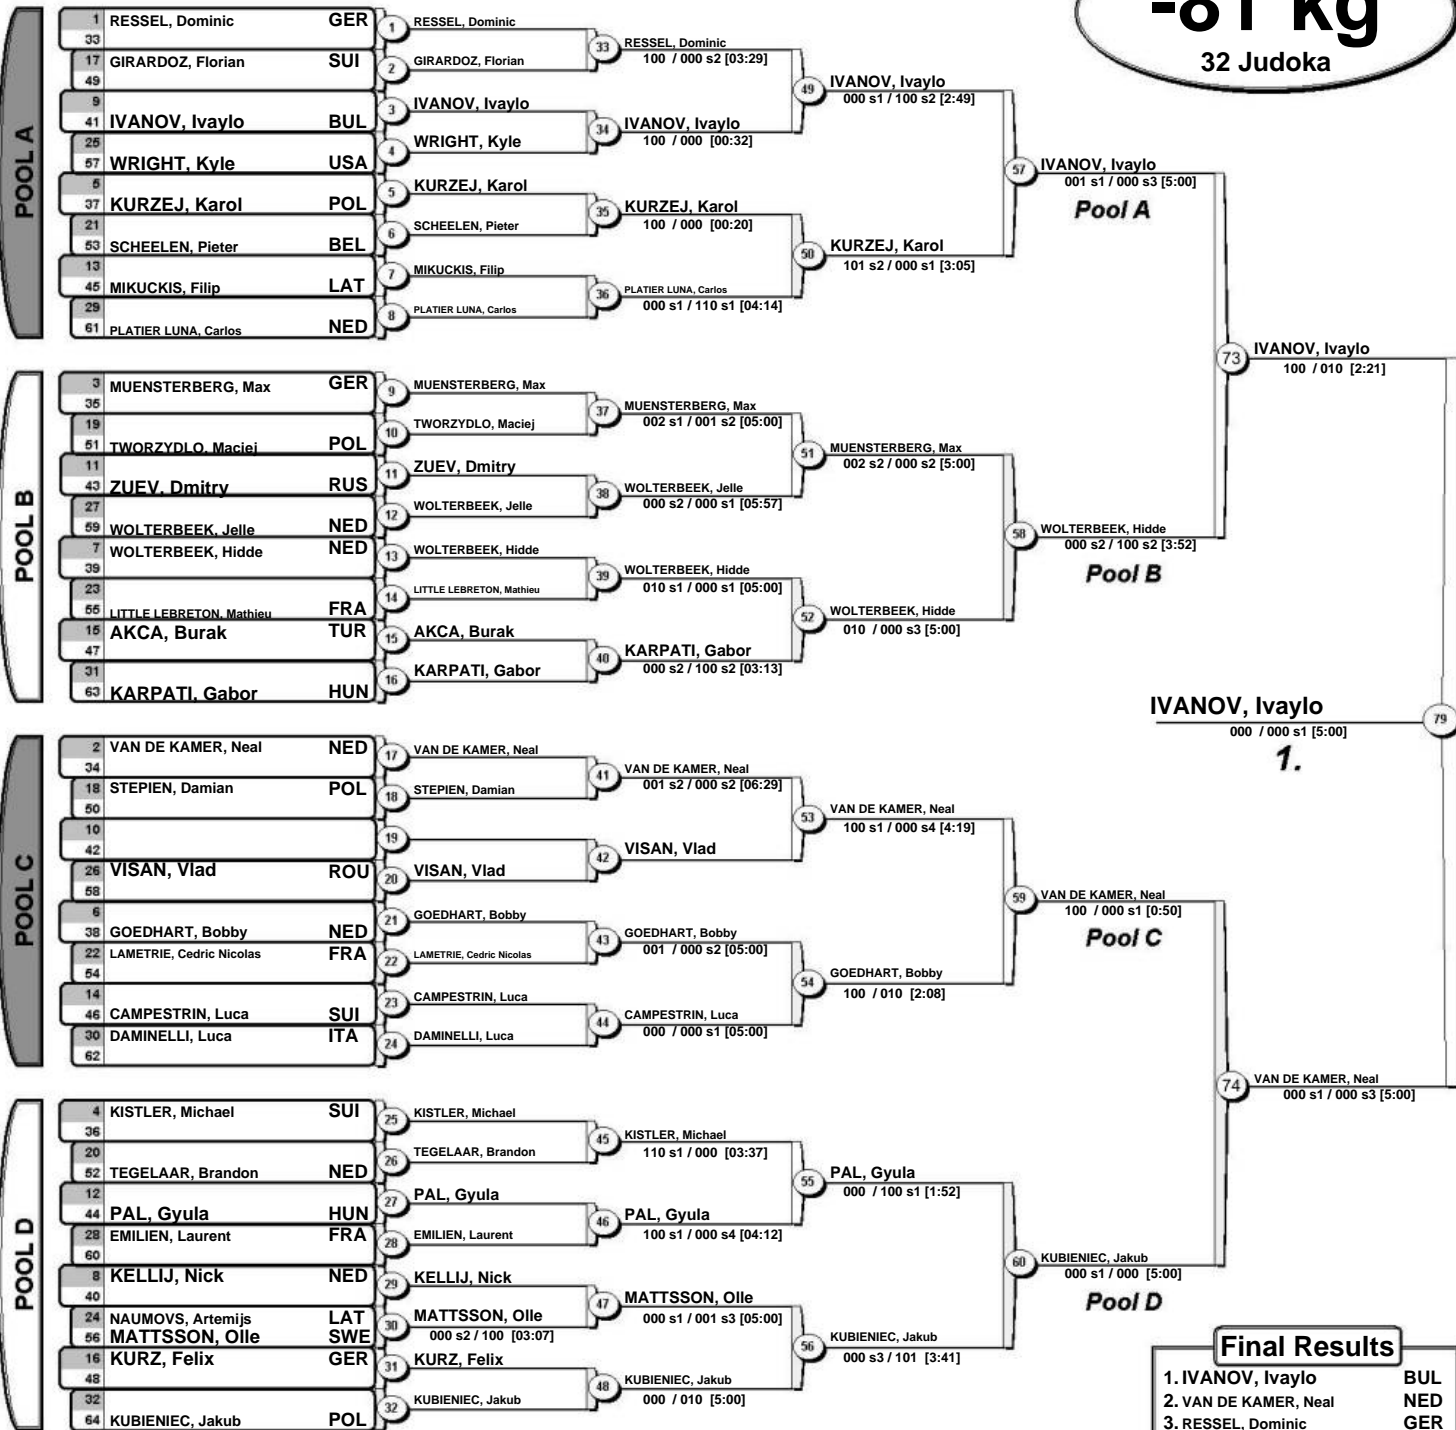 -81 kg
32 Judoka
POOL A
1 RESSEL, Dominic GER
33
17 GIRARDOZ, Florian SUI
49
9
41 IVANOV, Ivaylo BUL
25
57 WRIGHT, Kyle USA
5
37 KURZEJ, Karol POL
21
53 SCHEELEN, Pieter BEL
13
45 MIKUCKIS, Filip LAT
29
61 PLATIER LUNA, Carlos NED
1 RESSEL, Dominic
2 GIRARDOZ, Florian
3 IVANOV, Ivaylo
4 WRIGHT, Kyle
5 KURZEJ, Karol
6 SCHEELEN, Pieter
7 MIKUCKIS, Filip
8 PLATIER LUNA, Carlos
33 RESSEL, Dominic
100 / 000 s2 [03:29]
34 IVANOV, Ivaylo
100 / 000 [00:32]
35 KURZEJ, Karol
100 / 000 [00:20]
36 PLATIER LUNA, Carlos
000 s1 / 110 s1 [04:14]
49 IVANOV, Ivaylo
000 s1 / 100 s2 [2:49]
50 KURZEJ, Karol
101 s2 / 000 s1 [3:05]
57 IVANOV, Ivaylo
001 s1 / 000 s3 [5:00]
Pool A
POOL B
3 MUENSTERBERG, Max GER
35
19
51 TWORZYDLO, Maciej POL
11
43 ZUEV, Dmitry RUS
27
59 WOLTERBEEK, Jelle NED
7 WOLTERBEEK, Hidde NED
39
23
55 LITTLE LEBRETON, Mathieu FRA
15 AKCA, Burak TUR
47
31
63 KARPATI, Gabor HUN
9 MUENSTERBERG, Max
10 TWORZYDLO, Maciej
11 ZUEV, Dmitry
12 WOLTERBEEK, Jelle
13 WOLTERBEEK, Hidde
14 LITTLE LEBRETON, Mathieu
15 AKCA, Burak
16 KARPATI, Gabor
37 MUENSTERBERG, Max
002 s1 / 001 s2 [05:00]
38 WOLTERBEEK, Jelle
000 s2 / 000 s1 [05:57]
39 WOLTERBEEK, Hidde
010 s1 / 000 s1 [05:00]
40 KARPATI, Gabor
000 s2 / 100 s2 [03:13]
51 MUENSTERBERG, Max
002 s2 / 000 s2 [5:00]
52 WOLTERBEEK, Hidde
010 / 000 s3 [5:00]
58 WOLTERBEEK, Hidde
000 s2 / 100 s2 [3:52]
Pool B
73 IVANOV, Ivaylo
100 / 010 [2:21]
IVANOV, Ivaylo 79
000 / 000 s1 [5:00]
1.
POOL C
2 VAN DE KAMER, Neal NED
34
18 STEPIEN, Damian POL
50
10
42
26 VISAN, Vlad ROU
58
6
38 GOEDHART, Bobby NED
22 LAMETRIE, Cedric Nicolas FRA
54
14
46 CAMPESTRIN, Luca SUI
30 DAMINELLI, Luca ITA
62
17 VAN DE KAMER, Neal
18 STEPIEN, Damian
19
20 VISAN, Vlad
21 GOEDHART, Bobby
22 LAMETRIE, Cedric Nicolas
23 CAMPESTRIN, Luca
24 DAMINELLI, Luca
41 VAN DE KAMER, Neal
001 s2 / 000 s2 [06:29]
42 VISAN, Vlad
43 GOEDHART, Bobby
001 / 000 s2 [05:00]
44 CAMPESTRIN, Luca
000 / 000 s1 [05:00]
53 VAN DE KAMER, Neal
100 s1 / 000 s4 [4:19]
54 GOEDHART, Bobby
100 / 010 [2:08]
59 VAN DE KAMER, Neal
100 / 000 s1 [0:50]
Pool C
POOL D
4 KISTLER, Michael SUI
36
20
52 TEGELAAR, Brandon NED
12
44 PAL, Gyula HUN
28 EMILIEN, Laurent FRA
60
8 KELLIJ, Nick NED
40
24 NAUMOVS, Artemijs LAT
56 MATTSSON, Olle SWE
16 KURZ, Felix GER
48
32
64 KUBIENIEC, Jakub POL
25 KISTLER, Michael
26 TEGELAAR, Brandon
27 PAL, Gyula
28 EMILIEN, Laurent
29 KELLIJ, Nick
30 MATTSSON, Olle
000 s2 / 100 [03:07]
31 KURZ, Felix
32 KUBIENIEC, Jakub
45 KISTLER, Michael
110 s1 / 000 [03:37]
46 PAL, Gyula
100 s1 / 000 s4 [04:12]
47 MATTSSON, Olle
000 s1 / 001 s3 [05:00]
48 KUBIENIEC, Jakub
000 / 010 [5:00]
55 PAL, Gyula
000 / 100 s1 [1:52]
56 KUBIENIEC, Jakub
000 s3 / 101 [3:41]
60 KUBIENIEC, Jakub
000 s1 / 000 [5:00]
Pool D
74 VAN DE KAMER, Neal
000 s1 / 000 s3 [5:00]
Final Results
1. IVANOV, Ivaylo BUL
2. VAN DE KAMER, Neal NED
3. RESSEL, Dominic GER